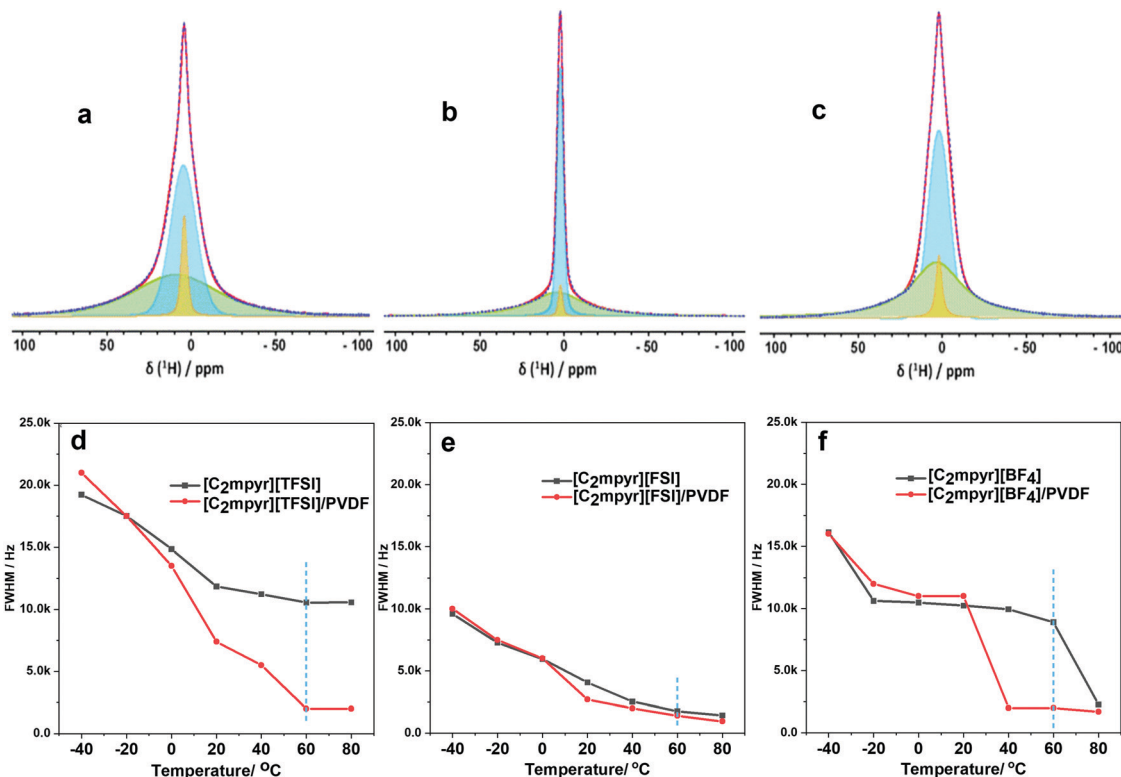 a
b
c
100 50 0 - 50 - 100
δ (¹H) / ppm
100 50 0 - 50 - 100
δ (¹H) / ppm
100 50 0 - 50 - 100
δ (¹H) / ppm
d
[C₂mpyr][TFSI]
[C₂mpyr][TFSI]/PVDF
FWHM / Hz
25.0k
20.0k
15.0k
10.0k
5.0k
0.0
-40 -20 0 20 40 60 80
Temperature/ ᴼC
e
[C₂mpyr][FSI]
[C₂mpyr][FSI]/PVDF
FWHM / Hz
25.0k
20.0k
15.0k
10.0k
5.0k
0.0
-40 -20 0 20 40 60 80
Temperature/ ᴼC
f
[C₂mpyr][BF₄]
[C₂mpyr][BF₄]/PVDF
FWHM / Hz
25.0k
20.0k
15.0k
10.0k
5.0k
0.0
-40 -20 0 20 40 60 80
Temperature/ ᴼC